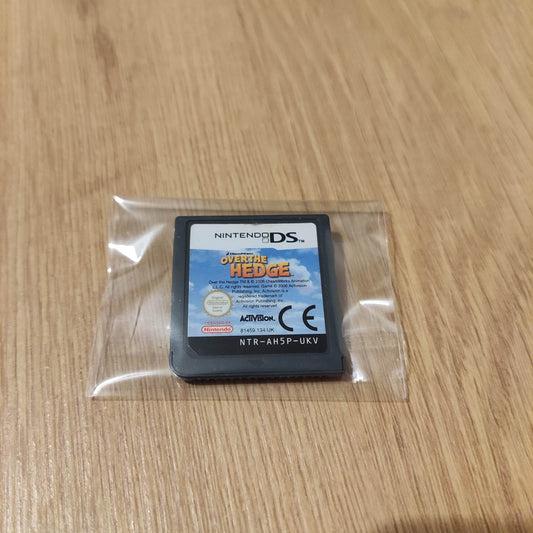 NINTENDODS™
DREAMWORKS
OVER THE
HEDGE
Over the Hedge TM & © 2006 DreamWorks Animation
L.L.C. All rights reserved. Game © 2006 Activision
Publishing, Inc. Activision is a
registered trademark of
Activision Publishing, Inc.
All rights reserved.
Nintendo
ACTIVISION.
CE
81459.134.UK
NTR-AH5P-UKV